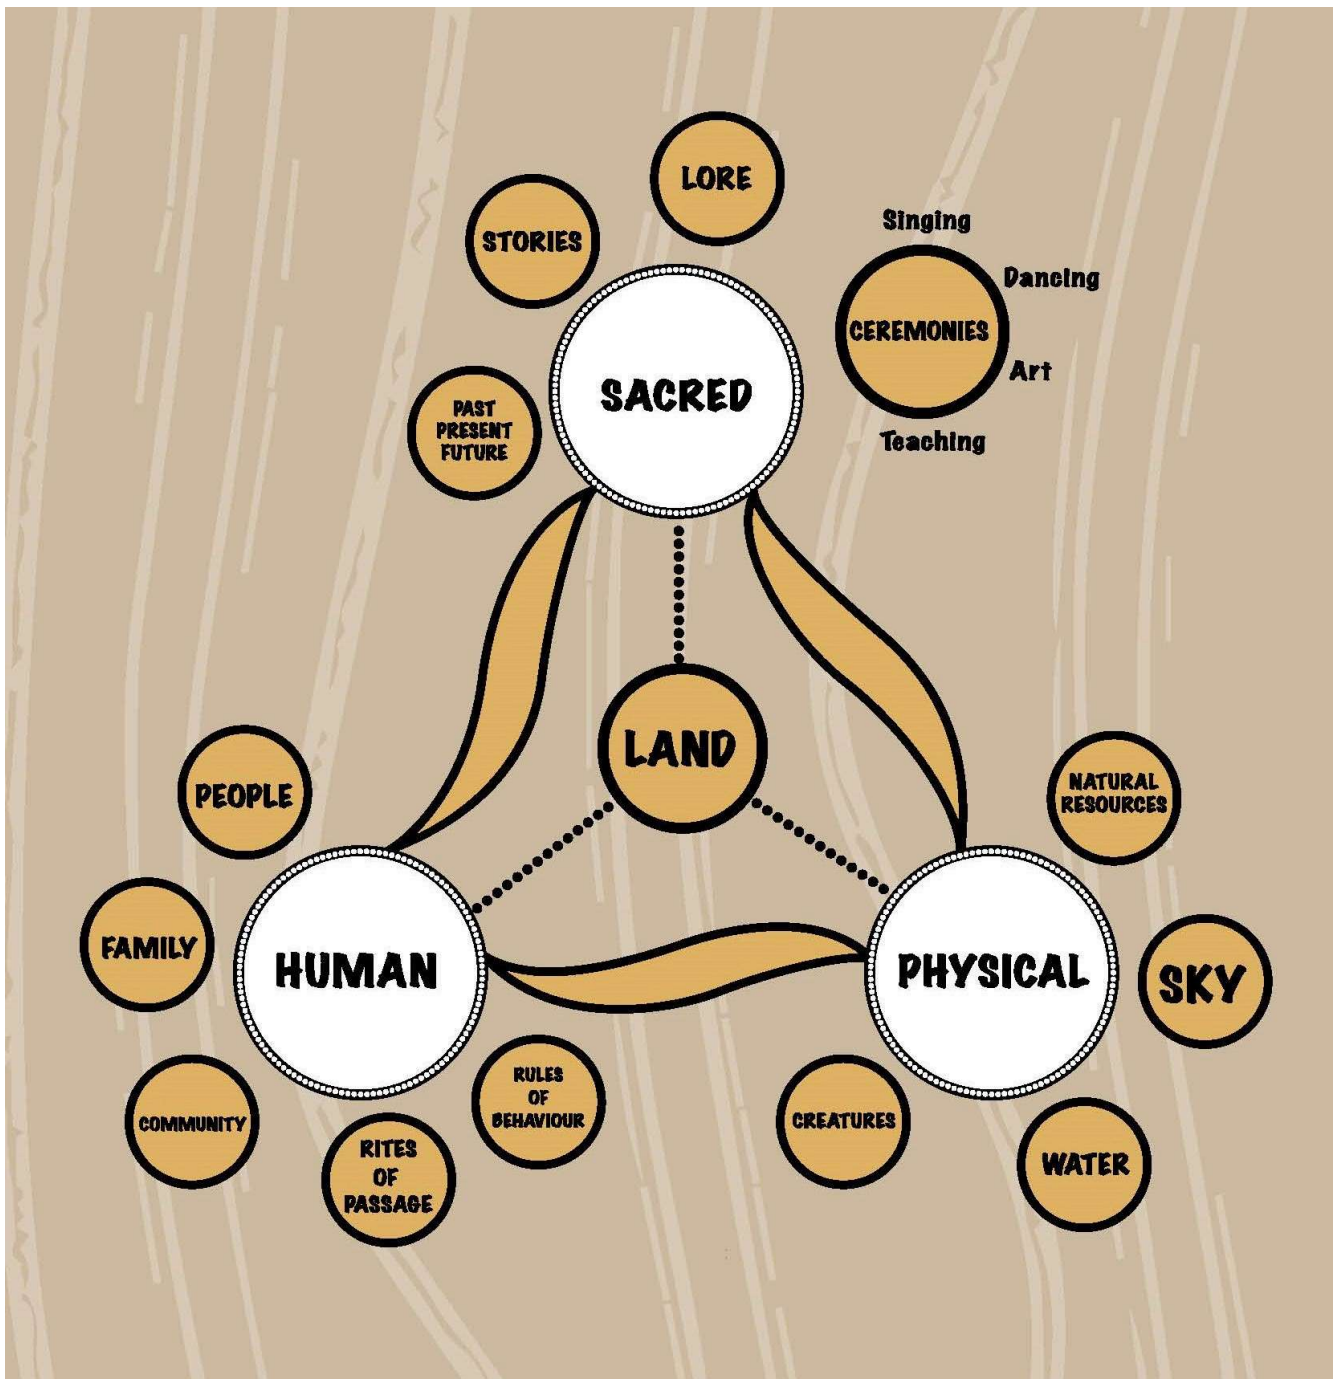 LORE
STORIES
Singing
Dancing
CEREMONIES
Art
Teaching
SACRED
PAST
PRESENT
FUTURE
LAND
PEOPLE
FAMILY
HUMAN
COMMUNITY
RITES
OF
PASSAGE
RULES
OF
BEHAVIOUR
NATURAL
RESOURCES
PHYSICAL
SKY
CREATURES
WATER